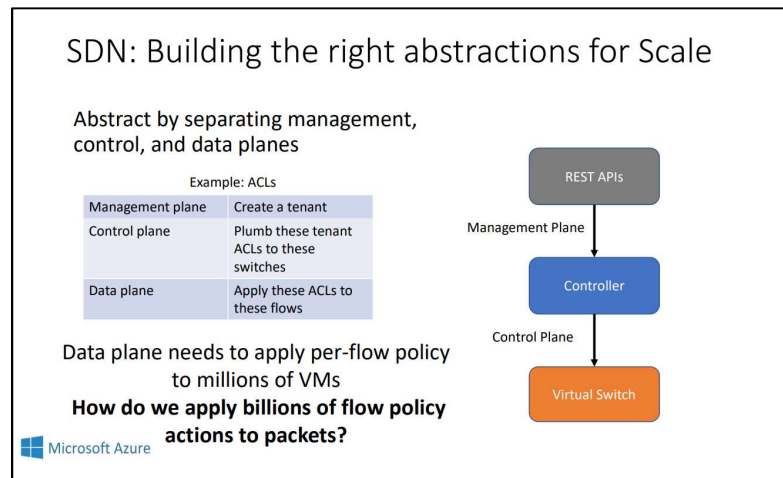 SDN: Building the right abstractions for Scale
Abstract by separating management,
control, and data planes
Example: ACLs
Management plane Create a tenant
Control plane Plumb these tenant
ACLs to these
switches
Data plane Apply these ACLs to
these flows
Data plane needs to apply per-flow policy
to millions of VMs
How do we apply billions of flow policy
actions to packets?
REST APIs
Management Plane
Controller
Control Plane
Virtual Switch
Microsoft Azure